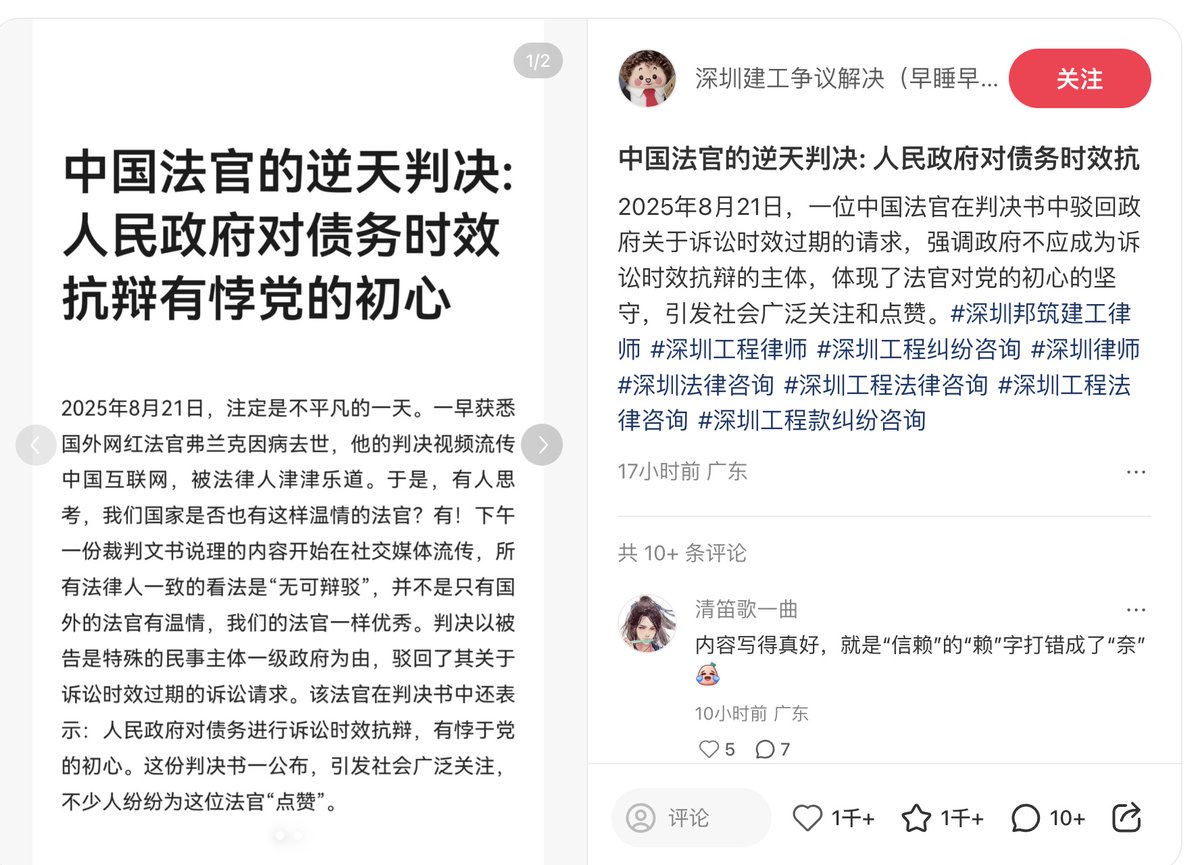 1/2
中国法官的逆天判决:
人民政府对债务时效
抗辩有悖党的初心
2025年8月21日，注定是不平凡的一天。一早获悉
国外网红法官弗兰克因病去世，他的判决视频流传
中国互联网，被法律人津津乐道。于是，有人思
考，我们国家是否也有这样温情的法官？有！下午
一份裁判文书说理的内容开始在社交媒体流传，所
有法律人一致的看法是“无可辩驳”，并不是只有国
外的法官有温情，我们的法官一样优秀。判决以被
告是特殊的民事主体一级政府为由，驳回了其关于
诉讼时效过期的诉讼请求。该法官在判决书中还表
示：人民政府对债务进行诉讼时效抗辩，有悖于党
的初心。这份判决书一公布，引发社会广泛关注，
不少人纷纷为这位法官“点赞”。
深圳建工争议解决（早睡早...
关注
中国法官的逆天判决: 人民政府对债务时效抗
2025年8月21日，一位中国法官在判决书中驳回政
府关于诉讼时效过期的请求，强调政府不应成为诉
讼时效抗辩的主体，体现了法官对党的初心的坚
守，引发社会广泛关注和点赞。#深圳邦筑建工律
师 #深圳工程律师 #深圳工程纠纷咨询 #深圳律师
#深圳法律咨询 #深圳工程法律咨询 #深圳工程法
律咨询 #深圳工程款纠纷咨询
17小时前 广东
共 10+ 条评论
清笛歌一曲
内容写得真好，就是“信赖”的“赖”字打错成了“奈”
10小时前 广东
5 7
评论 1千+ 1千+ 10+